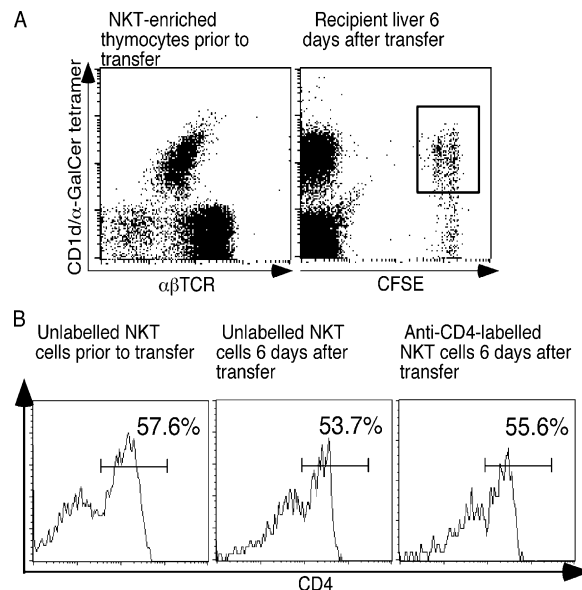 A
NKT-enriched
thymocytes prior to
transfer
Recipient liver 6
days after transfer
CD1d/α-GalCer tetramer
αβTCR
CFSE
B
Unlabelled NKT
cells prior to transfer
Unlabelled NKT
cells 6 days after
transfer
Anti-CD4-labelled
NKT cells 6 days after
transfer
57.6%
53.7%
55.6%
CD4